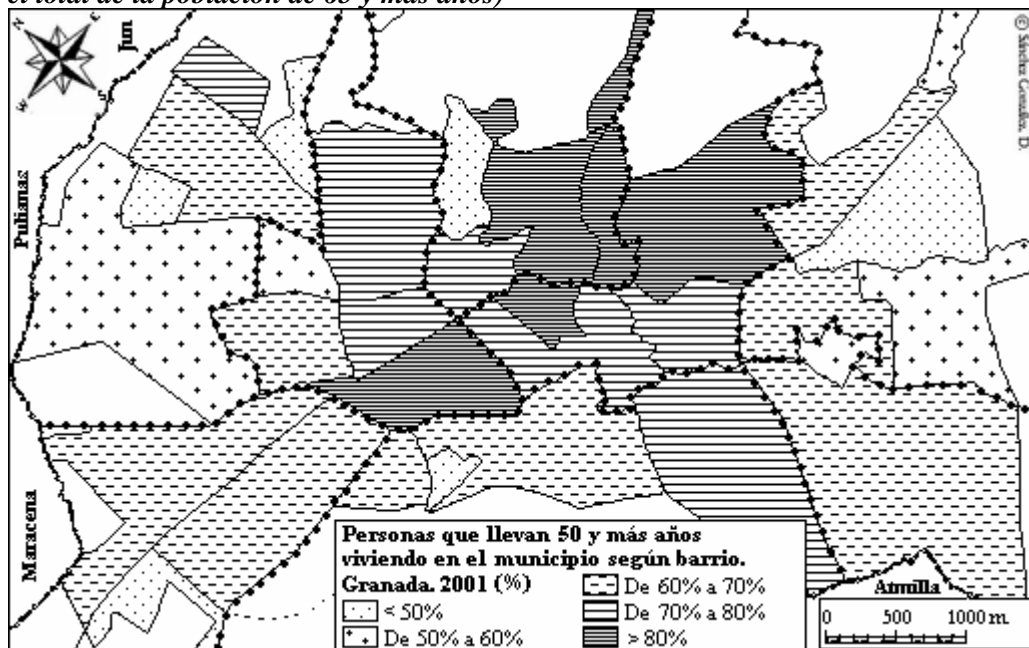 el total de la población de 65 y más años)
N
E
W
S
Jun
© Sánchez González, D.
Pulianas
Maracena
Personas que llevan 50 y más años
viviendo en el municipio según barrio.
Granada. 2001 (%)
< 50%
De 50% a 60%
De 60% a 70%
De 70% a 80%
> 80%
Armilla
0 500 1000 m.